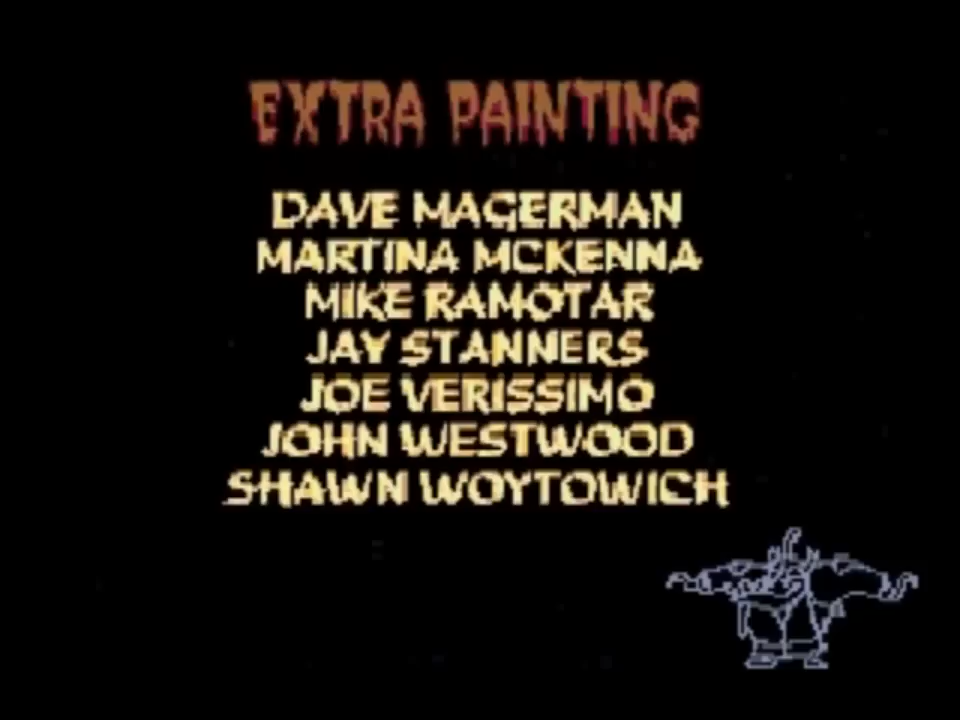 EXTRA PAINTING
DAVE MAGERMAN
MARTINA MCKENNA
MIKE RAMOTAR
JAY STANNERS
JOE VERISSIMO
JOHN WESTWOOD
SHAWN WOYTOWICH